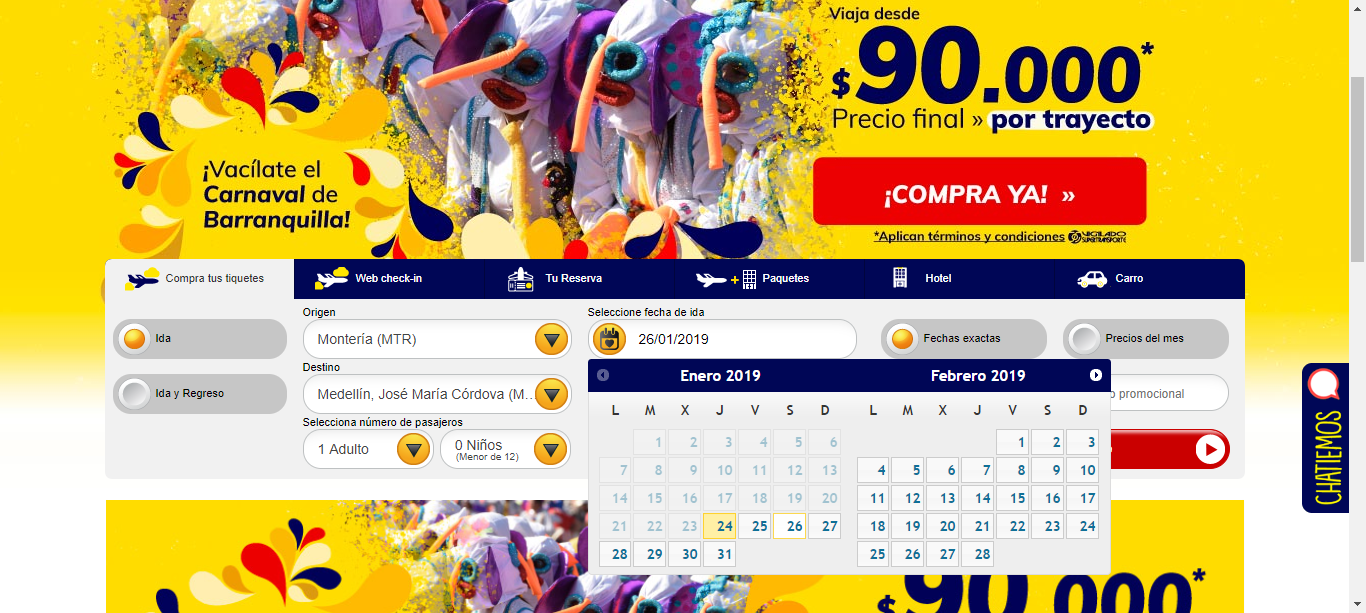 Viaja desde
$90.000*
Precio final » por trayecto
¡Vacílate el
Carnaval de
Barranquilla!
¡COMPRA YA! »
*Aplican términos y condiciones VIGILADO
SUPERTRANSPORTE
Compra tus tiquetes Web check-in Tu Reserva Paquetes Hotel Carro
Origen Seleccione fecha de ida
Ida Montería (MTR) 26/01/2019 Fechas exactas Precios del mes
Destino
Ida y Regreso Medellín, José María Córdova (M... o promocional
Selecciona número de pasajeros
1 Adulto 0 Niños
(Menor de 12)
Enero 2019 Febrero 2019
L M X J V S D L M X J V S D
1 2 3 4 5 6 1 2 3
7 8 9 10 11 12 13 4 5 6 7 8 9 10
14 15 16 17 18 19 20 11 12 13 14 15 16 17
21 22 23 24 25 26 27 18 19 20 21 22 23 24
28 29 30 31 25 26 27 28
CHATIEMOS
$90.000*